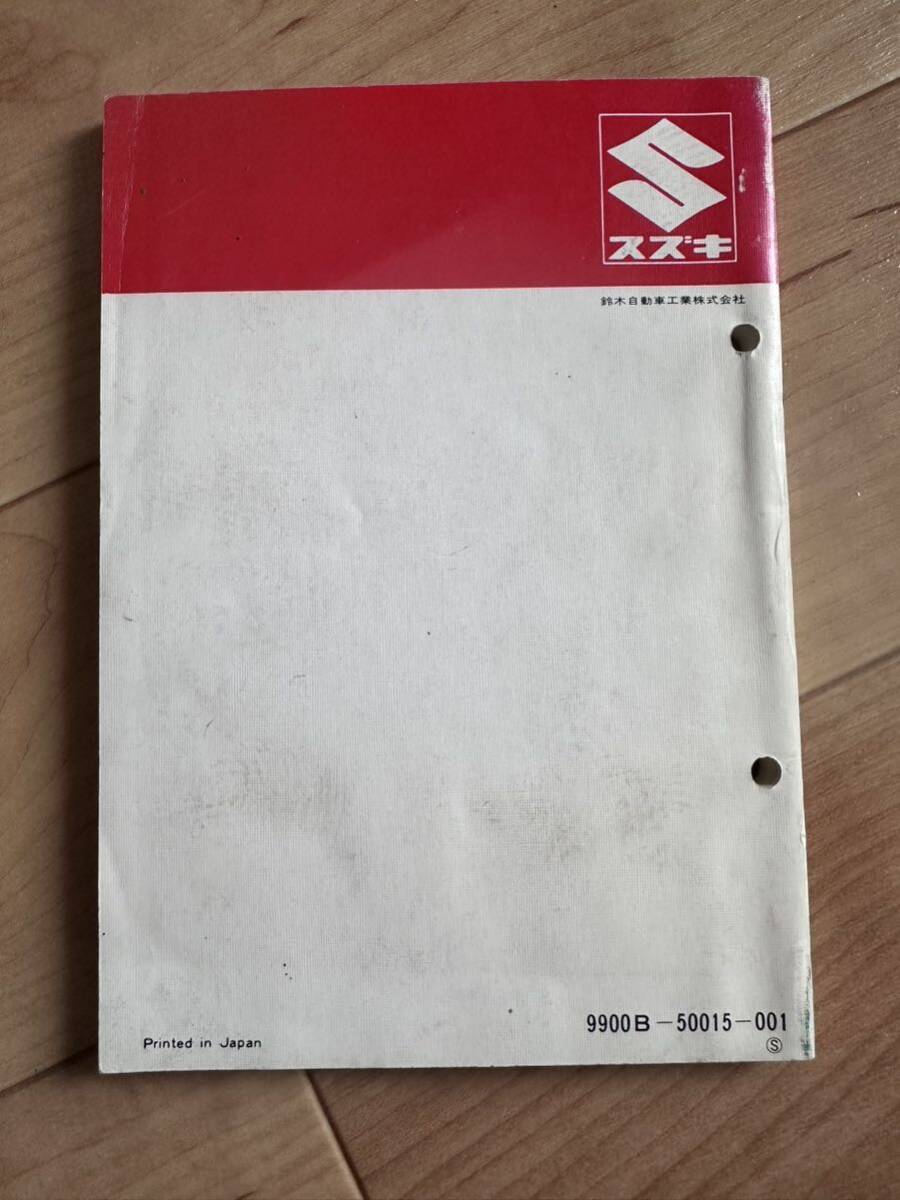 スズキ
鈴木自動車工業株式会社
9900B-50015-001
Ⓢ
Printed in Japan